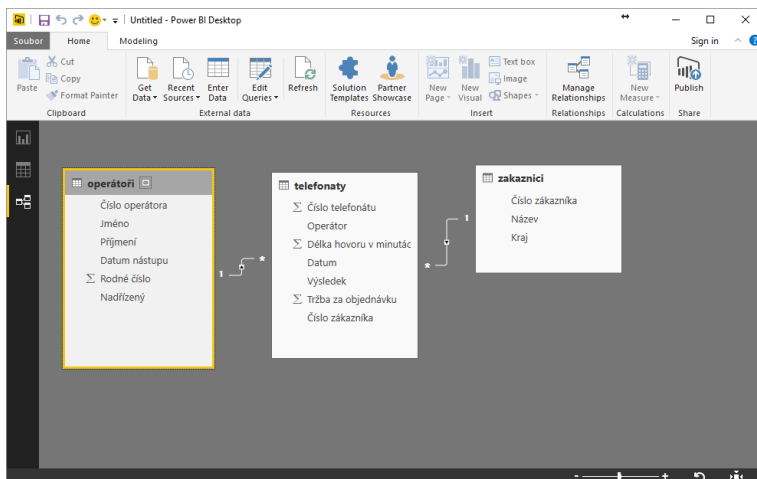 Untitled - Power BI Desktop
Soubor Home Modeling Sign in
Paste
Cut
Copy
Format Painter
Clipboard
Get Data
Recent Sources
Enter Data
Edit Queries
External data
Refresh
Solution Templates
Partner Showcase
Resources
New Page
New Visual
Text box
Image
Shapes
Insert
Manage Relationships
Relationships
New Measure
Calculations
Publish
Share
operátoři
Číslo operátora
Jméno
Příjmení
Datum nástupu
Σ Rodné číslo
Nadřízený
1
*
telefonaty
Σ Číslo telefonátu
Operátor
Σ Délka hovoru v minutác
Datum
Výsledek
Σ Tržba za objednávku
Číslo zákazníka
*
1
zakaznici
Číslo zákazníka
Název
Kraj
- +